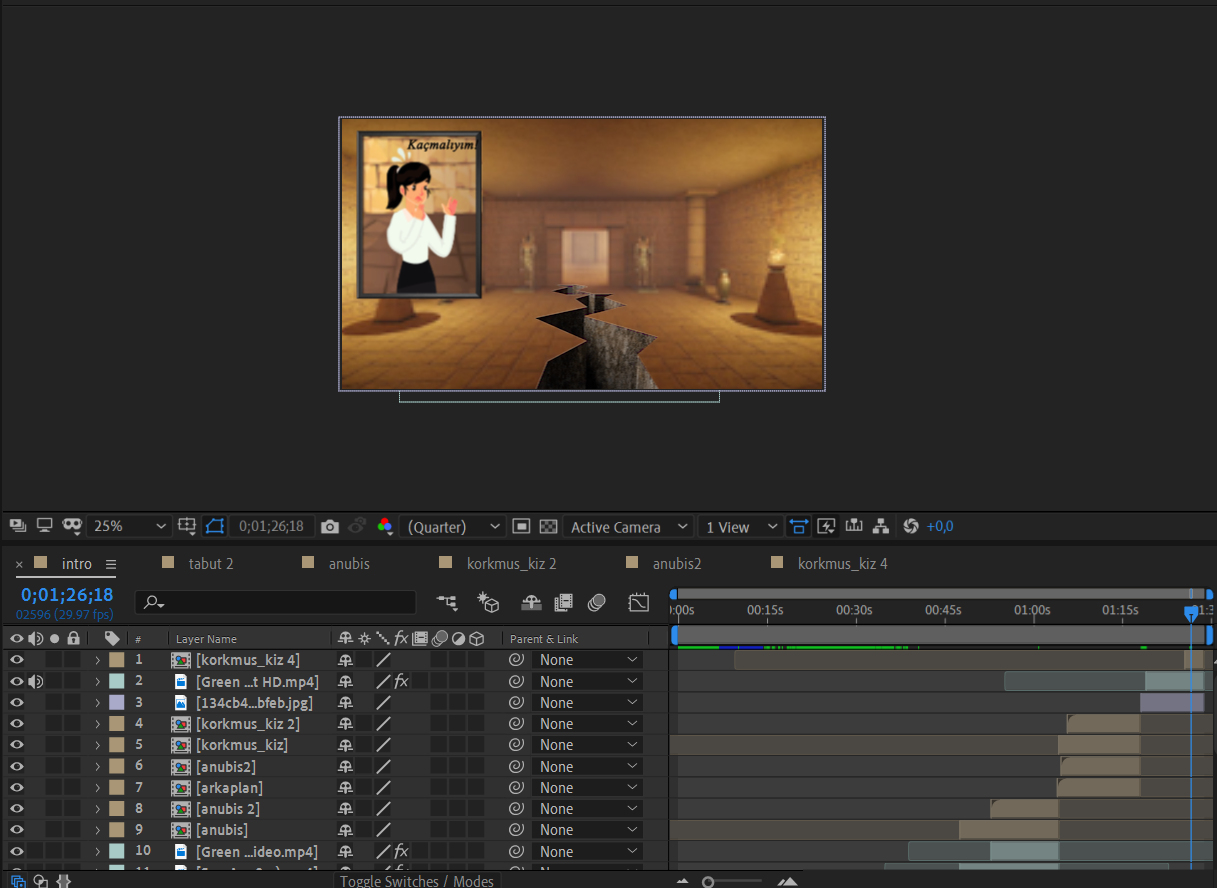 Kaçmalıyım!
25%
0;01;26;18
(Quarter)
Active Camera
1 View
+0,0
× intro
tabut 2
anubis
korkmus_kiz 2
anubis2
korkmus_kiz 4
0;01;26;18
02596 (29.97 fps)
00s 00:15s 00:30s 00:45s 01:00s 01:15s
# Layer Name Parent & Link
1 [korkmus_kiz 4] None
2 [Green ...t HD.mp4] fx None
3 [134cb4...bfeb.jpg] None
4 [korkmus_kiz 2] None
5 [korkmus_kiz] None
6 [anubis2] None
7 [arkaplan] None
8 [anubis 2] None
9 [anubis] None
10 [Green ...ideo.mp4] fx None
Toggle Switches / Modes